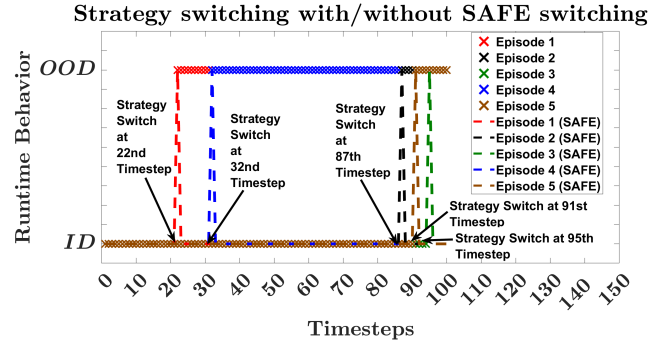 Strategy switching with/without SAFE switching
Runtime Behavior
OOD
ID
Strategy
Switch
at
22nd
Timestep
Strategy
Switch
at
32nd
Timestep
Strategy
Switch
at
87th
Timestep
Strategy Switch at 91st
Timestep
Strategy Switch at 95th
Timestep
Episode 1
Episode 2
Episode 3
Episode 4
Episode 5
Episode 1 (SAFE)
Episode 2 (SAFE)
Episode 3 (SAFE)
Episode 4 (SAFE)
Episode 5 (SAFE)
0 10 20 30 40 50 60 70 80 90 100 110 120 130 140 150
Timesteps